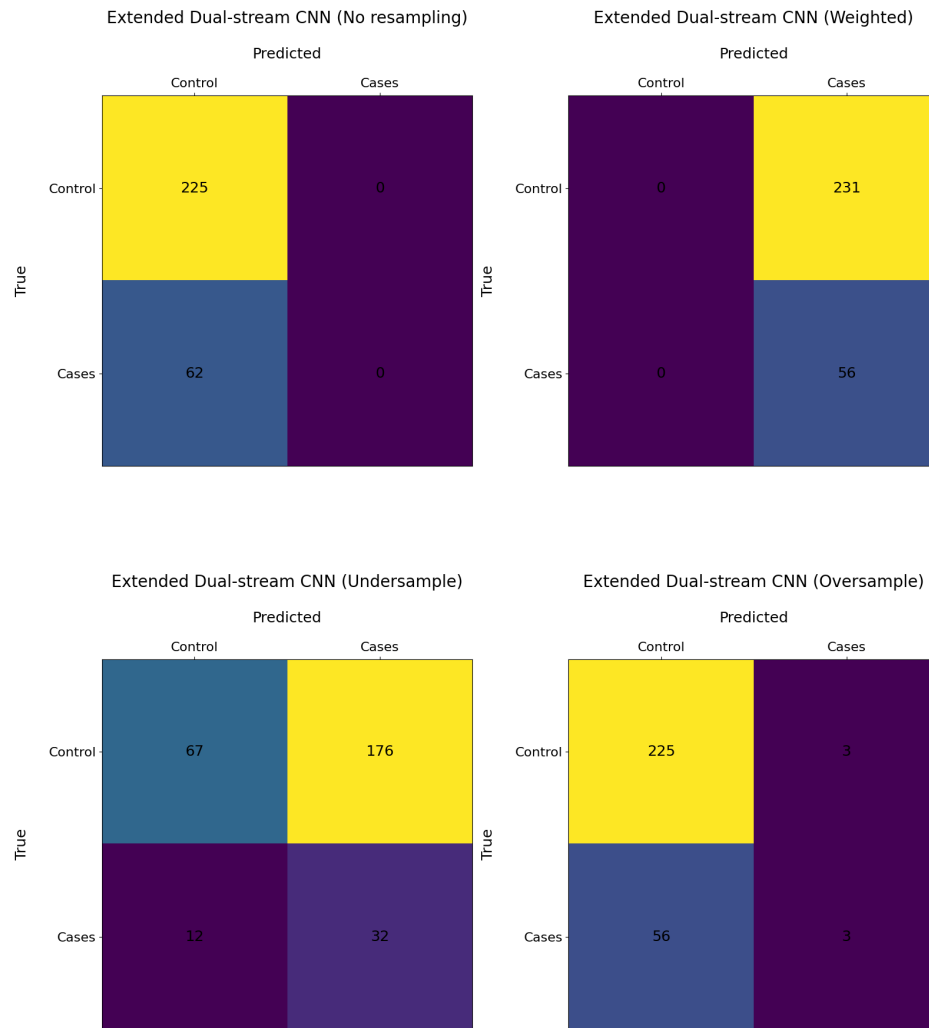 Extended Dual-stream CNN (No resampling)
Predicted
Control Cases
Control 225 0
True
Cases 62 0
Extended Dual-stream CNN (Weighted)
Predicted
Control Cases
Control 0 231
True
Cases 0 56
Extended Dual-stream CNN (Undersample)
Predicted
Control Cases
Control 67 176
True
Cases 12 32
Extended Dual-stream CNN (Oversample)
Predicted
Control Cases
Control 225 3
True
Cases 56 3